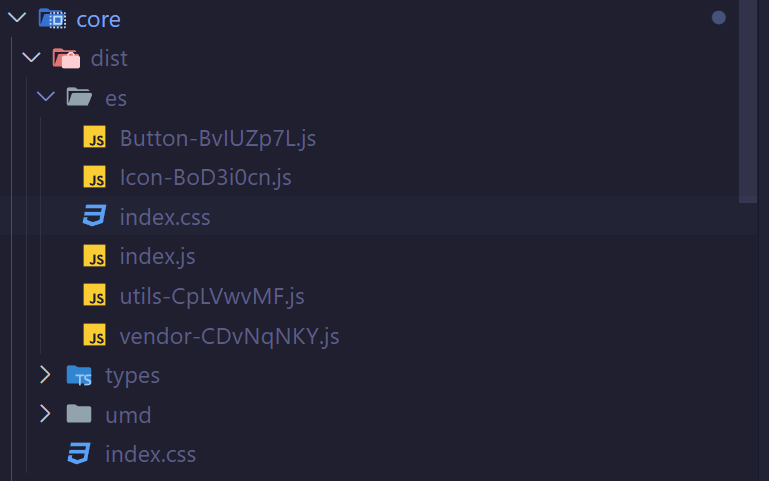 core
dist
es
JS Button-BvIUZp7L.js
JS Icon-BoD3i0cn.js
index.css
JS index.js
JS utils-CpLVwvMF.js
JS vendor-CDvNqNKY.js
TS types
umd
index.css